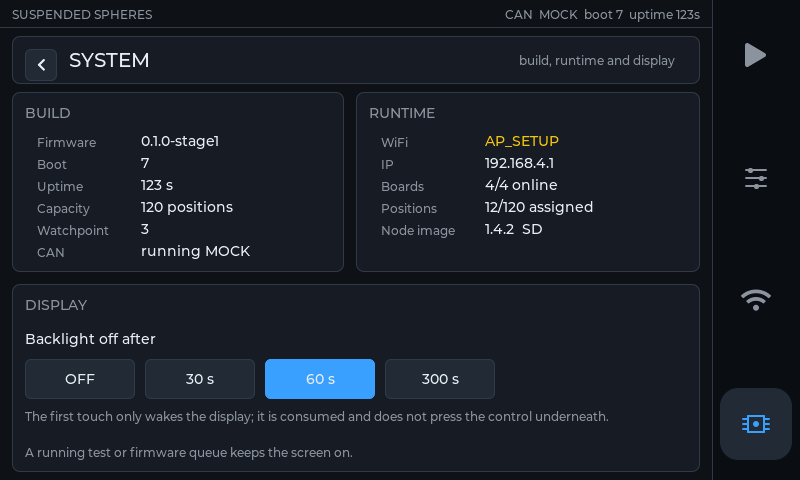 SUSPENDED SPHERES
CAN MOCK boot 7 uptime 123s
SYSTEM
build, runtime and display
BUILD
Firmware 0.1.0-stage1
Boot 7
Uptime 123 s
Capacity 120 positions
Watchpoint 3
CAN running MOCK
RUNTIME
WiFi AP_SETUP
IP 192.168.4.1
Boards 4/4 online
Positions 12/120 assigned
Node image 1.4.2 SD
DISPLAY
Backlight off after
OFF 30 s 60 s 300 s
The first touch only wakes the display; it is consumed and does not press the control underneath.
A running test or firmware queue keeps the screen on.